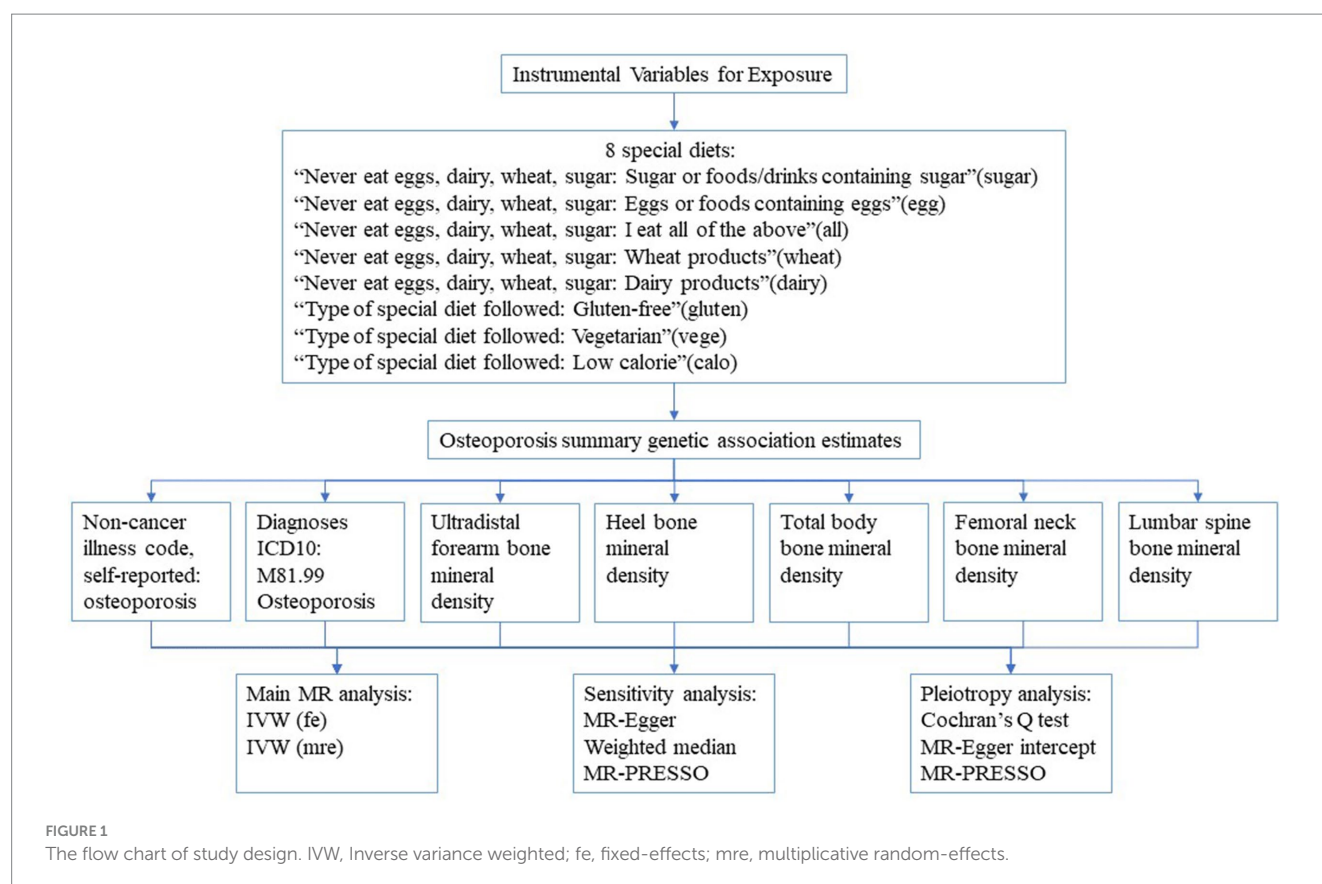 Instrumental Variables for Exposure
8 special diets:
“Never eat eggs, dairy, wheat, sugar: Sugar or foods/drinks containing sugar”(sugar)
“Never eat eggs, dairy, wheat, sugar: Eggs or foods containing eggs”(egg)
“Never eat eggs, dairy, wheat, sugar: I eat all of the above”(all)
“Never eat eggs, dairy, wheat, sugar: Wheat products”(wheat)
“Never eat eggs, dairy, wheat, sugar: Dairy products”(dairy)
“Type of special diet followed: Gluten-free”(gluten)
“Type of special diet followed: Vegetarian”(vege)
“Type of special diet followed: Low calorie”(calo)
Osteoporosis summary genetic association estimates
Non-cancer
illness code,
self-reported:
osteoporosis
Diagnoses
ICD10:
M81.99
Osteoporosis
Ultradistal
forearm bone
mineral
density
Heel bone
mineral
density
Total body
bone mineral
density
Femoral neck
bone mineral
density
Lumbar spine
bone mineral
density
Main MR analysis:
IVW (fe)
IVW (mre)
Sensitivity analysis:
MR-Egger
Weighted median
MR-PRESSO
Pleiotropy analysis:
Cochran’s Q test
MR-Egger intercept
MR-PRESSO
FIGURE 1
The flow chart of study design. IVW, Inverse variance weighted; fe, fixed-effects; mre, multiplicative random-effects.